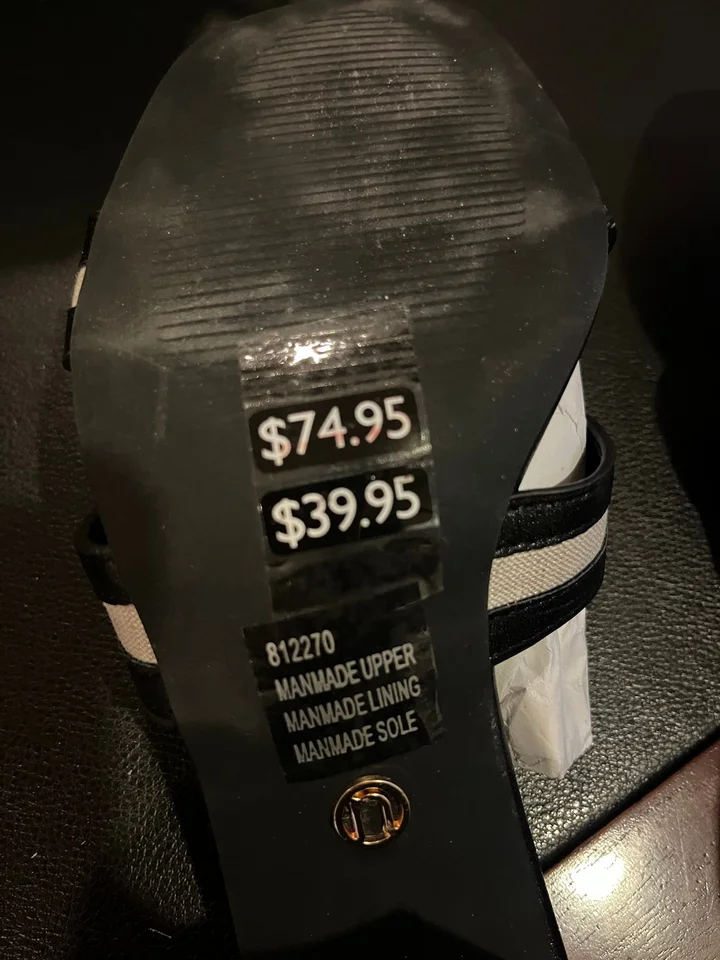 $74.95
$39.95
812270
MANMADE UPPER
MANMADE LINING
MANMADE SOLE